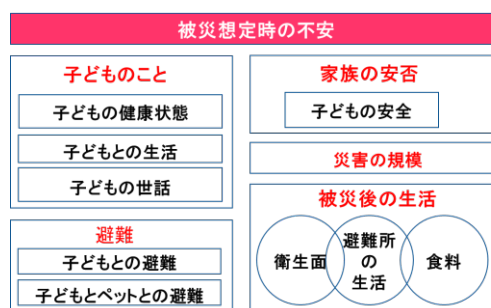 被災想定時の不安
子どものこと
子どもの健康状態
子どもとの生活
子どもの世話
避難
子どもとの避難
子どもとペットとの避難
家族の安否
子どもの安全
災害の規模
被災後の生活
衛生面
避難所
の
生活
食料